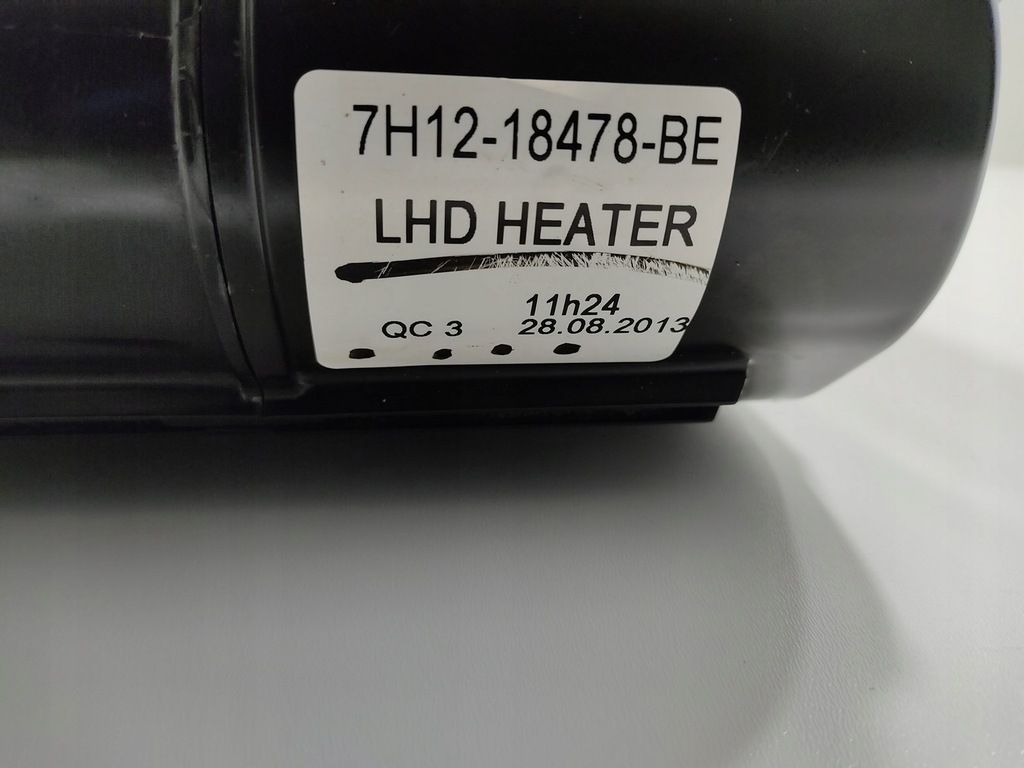 7H12-18478-BE
LHD HEATER
11h24
QC 3 28.08.2013